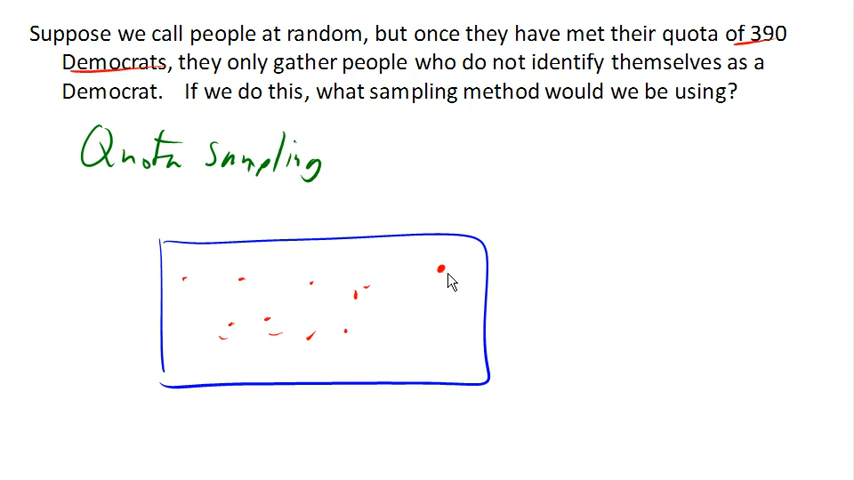 Suppose we call people at random, but once they have met their quota of 390
Democrats, they only gather people who do not identify themselves as a
Democrat. If we do this, what sampling method would we be using?
Quota sampling